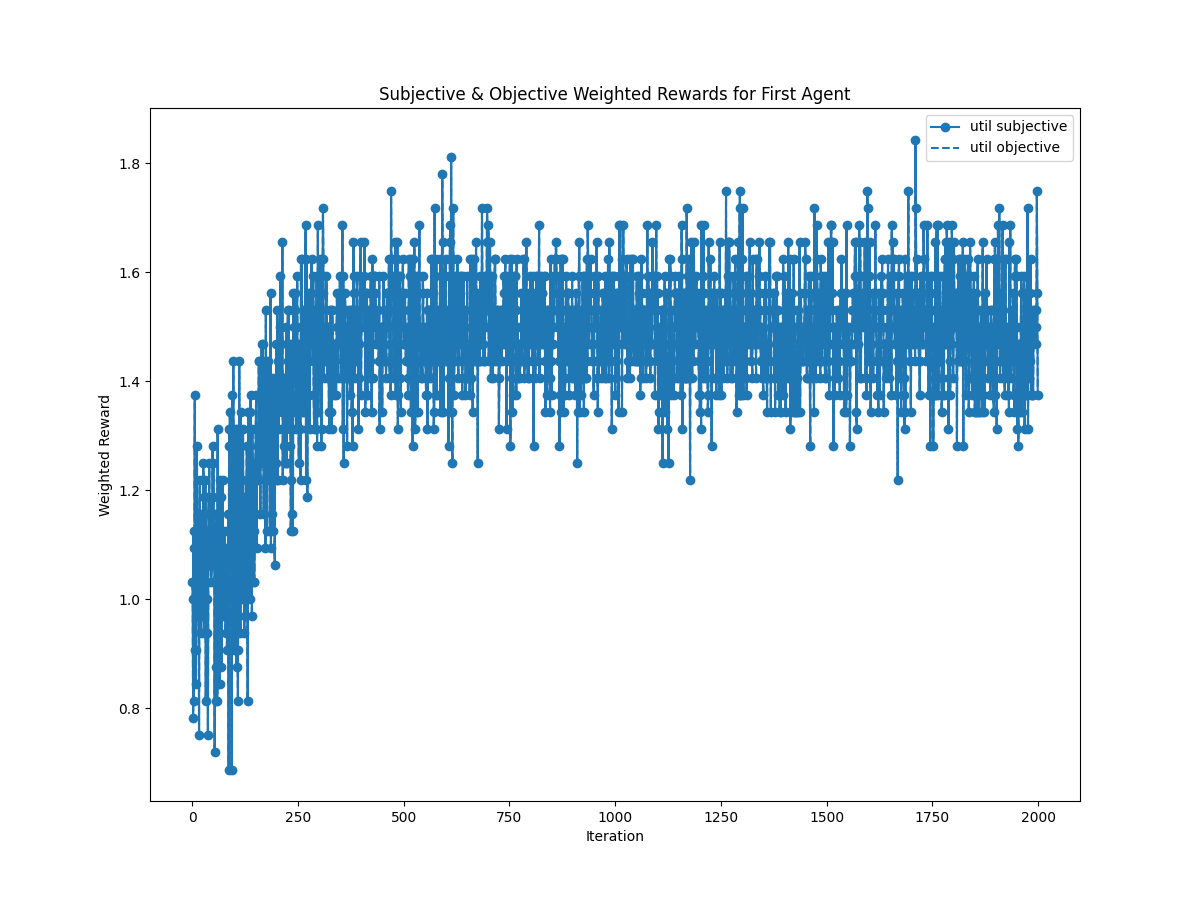 Subjective & Objective Weighted Rewards for First Agent
util subjective
util objective
Weighted Reward
1.8
1.6
1.4
1.2
1.0
0.8
0 250 500 750 1000 1250 1500 1750 2000
Iteration